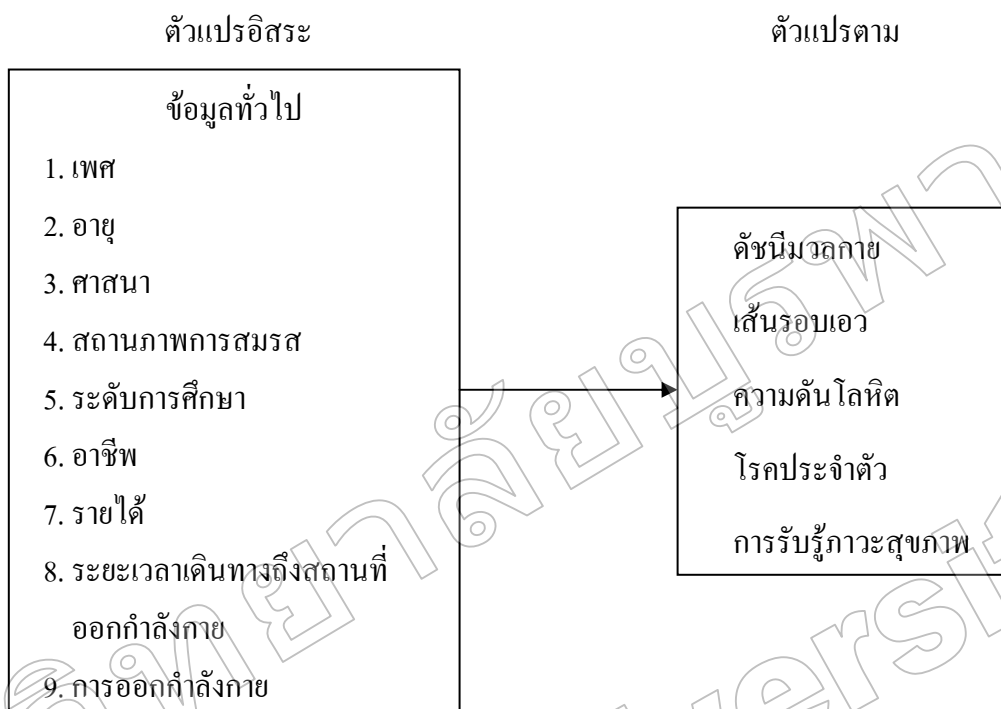 ตัวแปรอิสระ
ตัวแปรตาม
ข้อมูลทั่วไป
1. เพศ
2. อายุ
3. ศาสนา
4. สถานภาพการสมรส
5. ระดับการศึกษา
6. อาชีพ
7. รายได้
8. ระยะเวลาเดินทางถึงสถานที่
ออกกำลังกาย
9. การออกกำลังกาย
ดัชนีมวลกาย
เส้นรอบเอว
ความดันโลหิต
โรคประจำตัว
การรับรู้ภาวะสุขภาพ